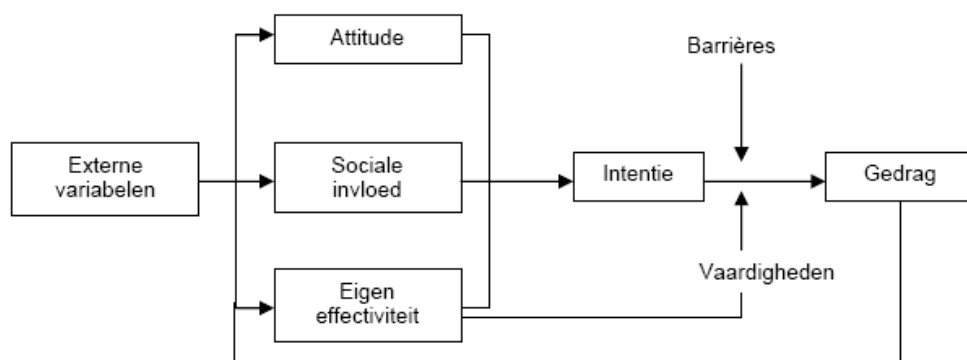 Attitude
Barrières
Externe
variabelen
Sociale
invloed
Intentie
Gedrag
Vaardigheden
Eigen
effectiviteit